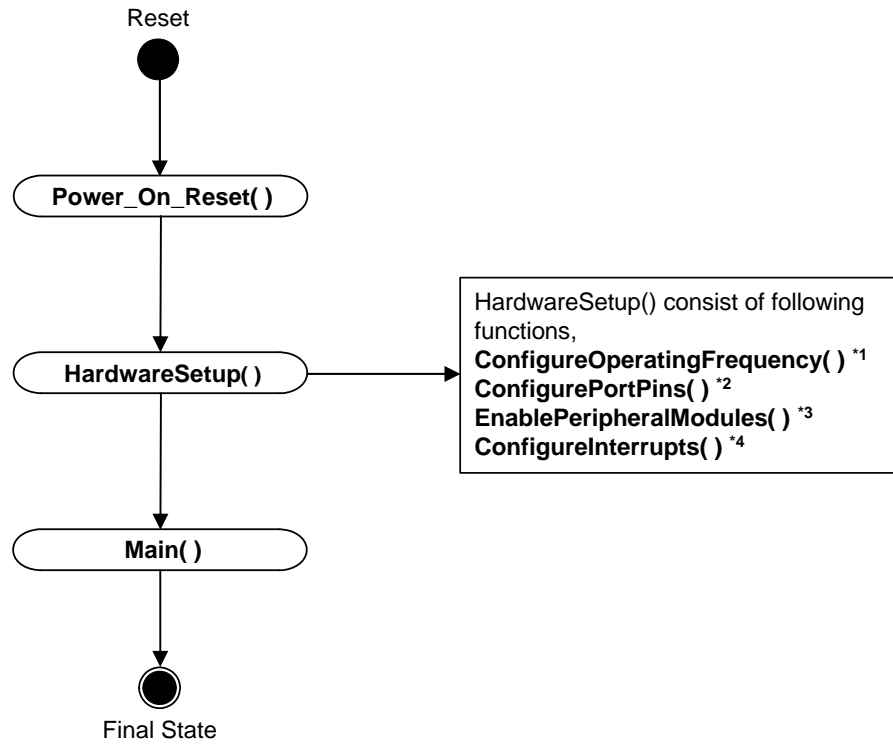 Reset
Power_On_Reset( )
HardwareSetup( )
HardwareSetup() consist of following
functions,
ConfigureOperatingFrequency( ) *1
ConfigurePortPins( ) *2
EnablePeripheralModules( ) *3
ConfigureInterrupts( ) *4
Main( )
Final State